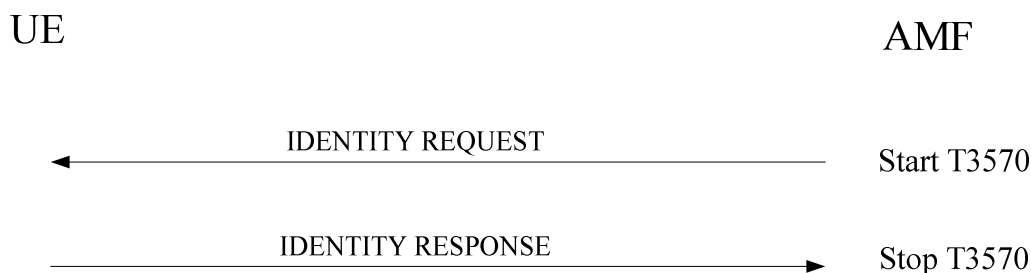 UE
AMF
IDENTITY REQUEST
Start T3570
IDENTITY RESPONSE
Stop T3570